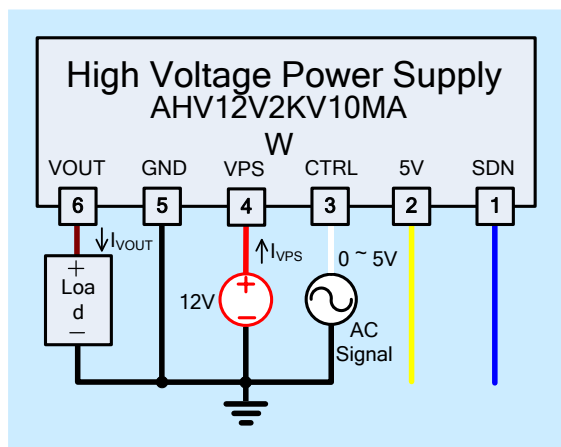 High Voltage Power Supply
AHV12V2KV10MA
W
VOUT GND VPS CTRL 5V SDN
6 5 4 3 2 1
↓IVOUT ↑IVPS 0 ~ 5V
+ Loa d −
12V + −
AC
Signal